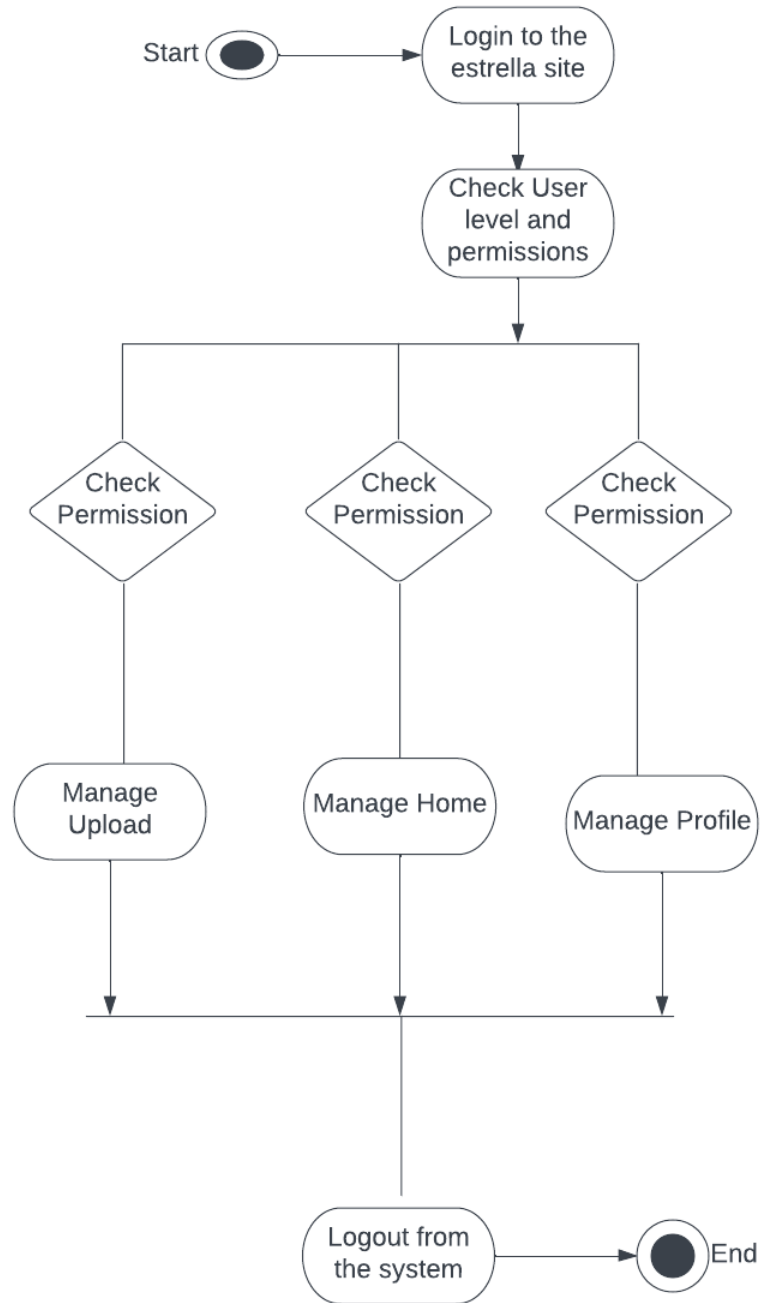 Start
Login to the
estrella site
Check User
level and
permissions
Check
Permission
Check
Permission
Check
Permission
Manage
Upload
Manage Home
Manage Profile
Logout from
the system
End